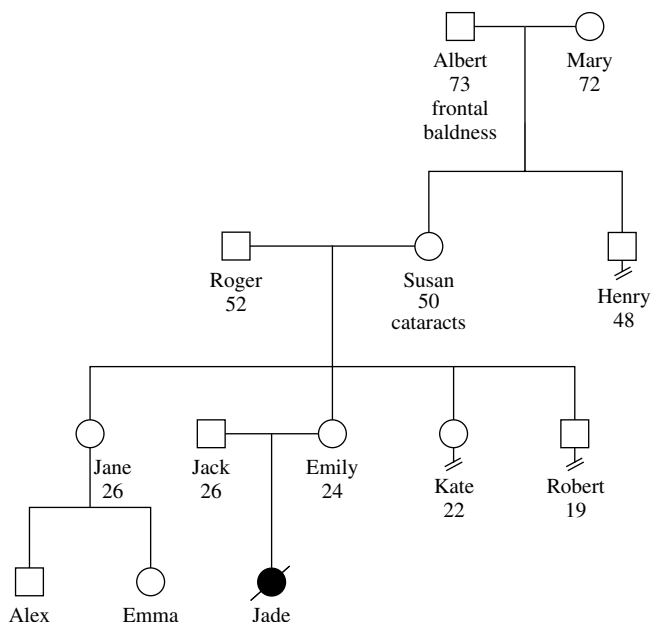 Albert
73
frontal
baldness
Mary
72
Roger
52
Susan
50
cataracts
Henry
48
Jane
26
Jack
26
Emily
24
Kate
22
Robert
19
Alex
Emma
Jade